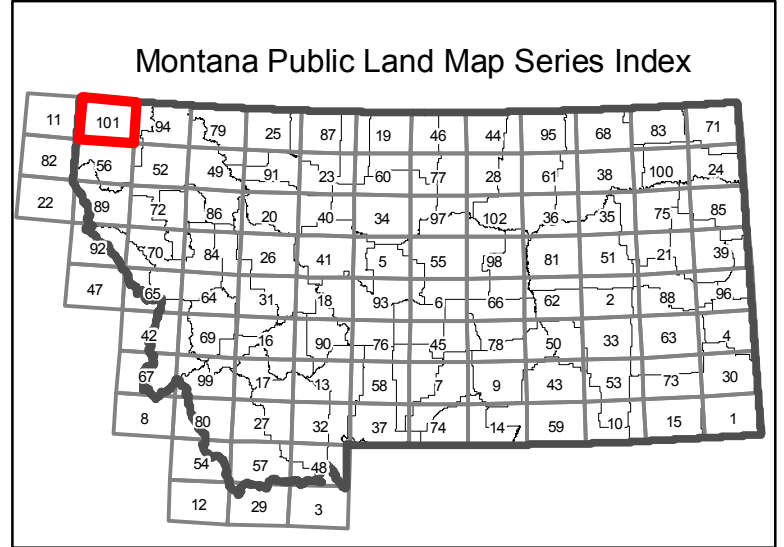 Montana Public Land Map Series Index
11 101 94 79 25 87 19 46 44 95 68 83 71
82 56 52 49 91 23 60 77 28 61 38 100 24
22 89 72 86 20 40 34 97 102 36 35 75 85
92 70 84 26 41 5 55 98 81 51 21 39
47 65 64 31 18 93 6 66 62 2 88 96
42 69 16 90 76 45 78 50 33 63 4
67 99 17 13 58 7 9 43 53 73 30
8 80 27 32 37 74 14 59 10 15 1
54 57 48
12 29 3